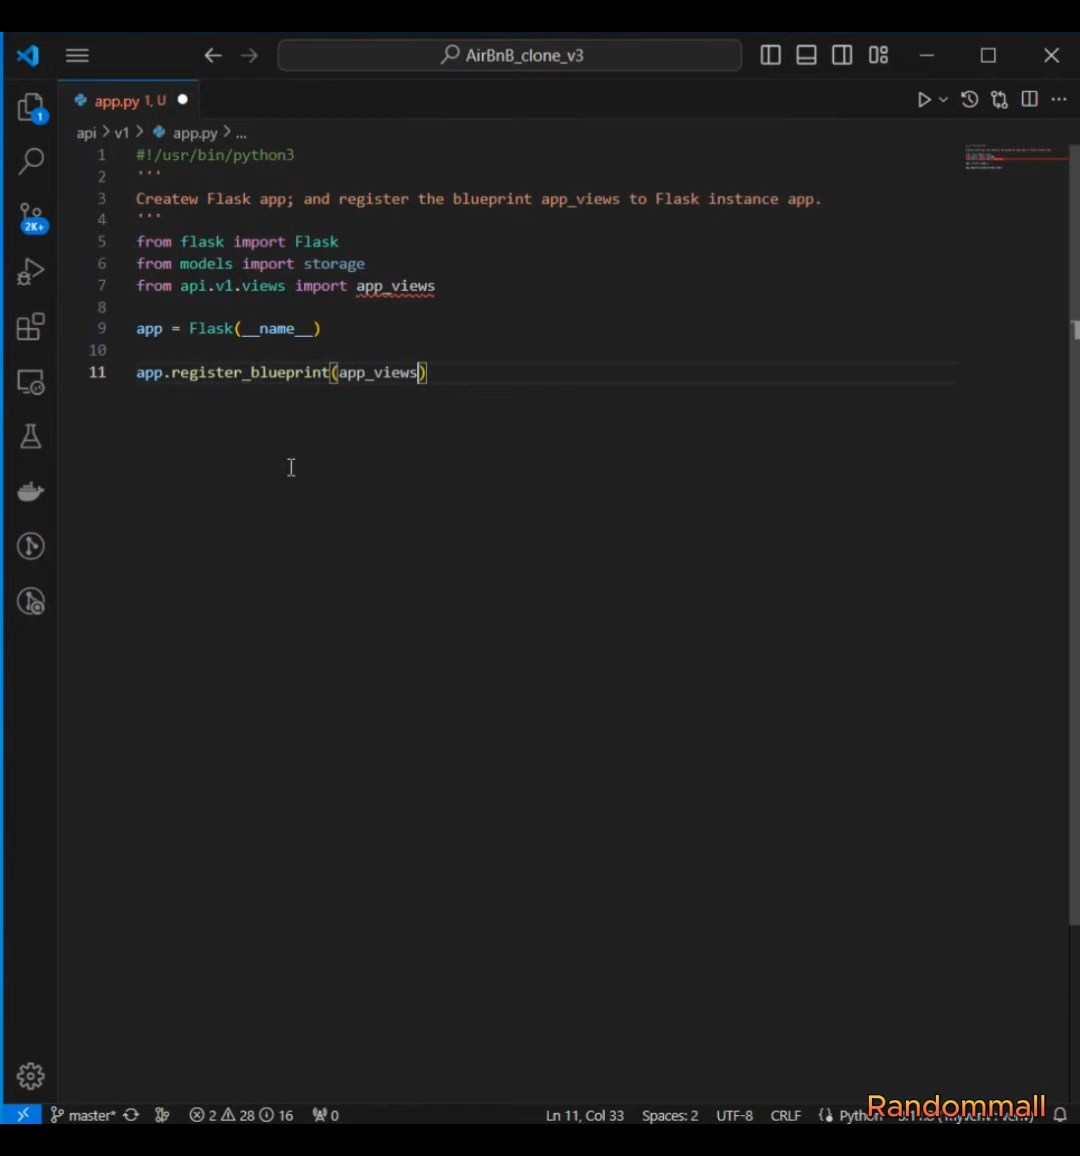 AirBnB_clone_v3
app.py 1, U
1
api > v1 > app.py > ...
1 #!/usr/bin/python3
2 '''
3 Createw Flask app; and register the blueprint app_views to Flask instance app.
4 '''
5 from flask import Flask
6 from models import storage
7 from api.v1.views import app_views
8
9 app = Flask(__name__)
10
11 app.register_blueprint(app_views)
2K+
master* 2 28 16 0 Ln 11, Col 33 Spaces: 2 UTF-8 CRLF Python
Randommall